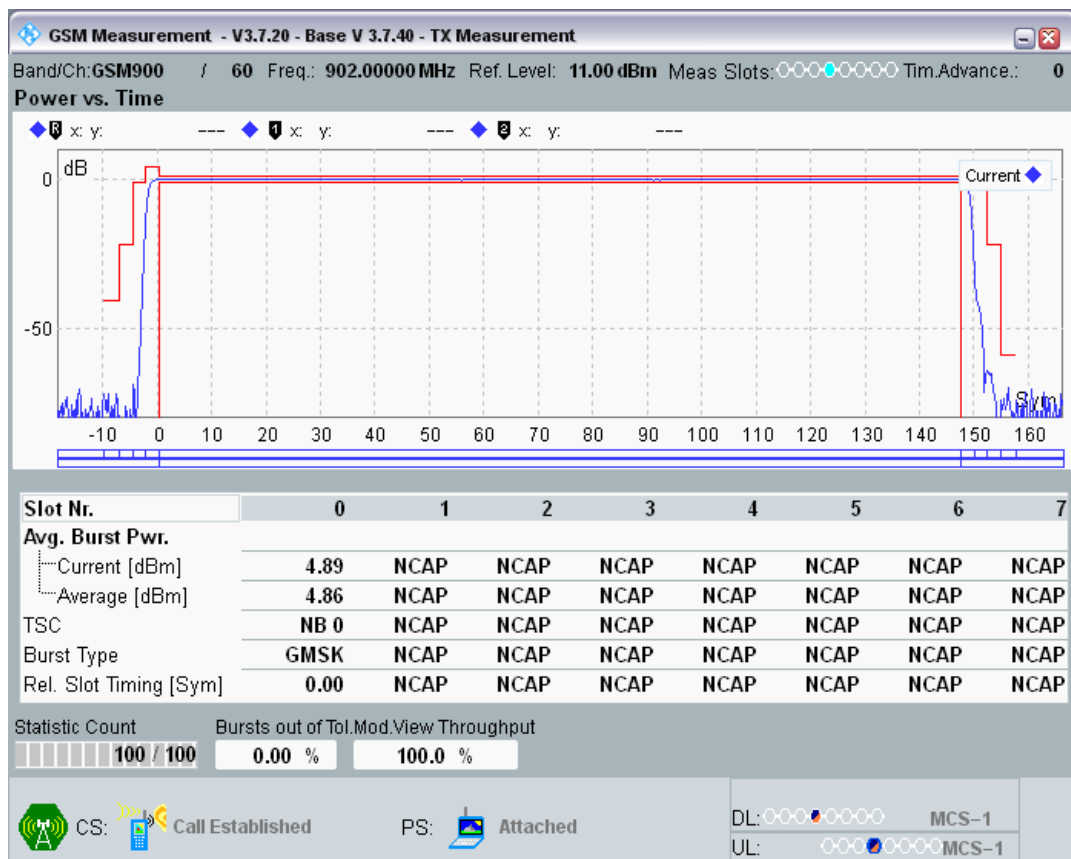 GSM Measurement - V3.7.20 - Base V 3.7.40 - TX Measurement
Band/Ch:GSM900 / 60 Freq.: 902.00000 MHz Ref. Level: 11.00 dBm Meas Slots: Tim.Advance.: 0
Power vs. Time
R x: y: --- 1 x: y: --- 2 x: y: ---
dB
Current
0
-50
Sym
-10 0 10 20 30 40 50 60 70 80 90 100 110 120 130 140 150 160
Slot Nr. 0 1 2 3 4 5 6 7
Avg. Burst Pwr.
Current [dBm] 4.89 NCAP NCAP NCAP NCAP NCAP NCAP NCAP
Average [dBm] 4.86 NCAP NCAP NCAP NCAP NCAP NCAP NCAP
TSC NB 0 NCAP NCAP NCAP NCAP NCAP NCAP NCAP
Burst Type GMSK NCAP NCAP NCAP NCAP NCAP NCAP NCAP
Rel. Slot Timing [Sym] 0.00 NCAP NCAP NCAP NCAP NCAP NCAP NCAP
Statistic Count Bursts out of Tol. Mod.View Throughput
100 / 100 0.00 % 100.0 %
CS: Call Established PS: Attached
DL: MCS-1
UL: MCS-1